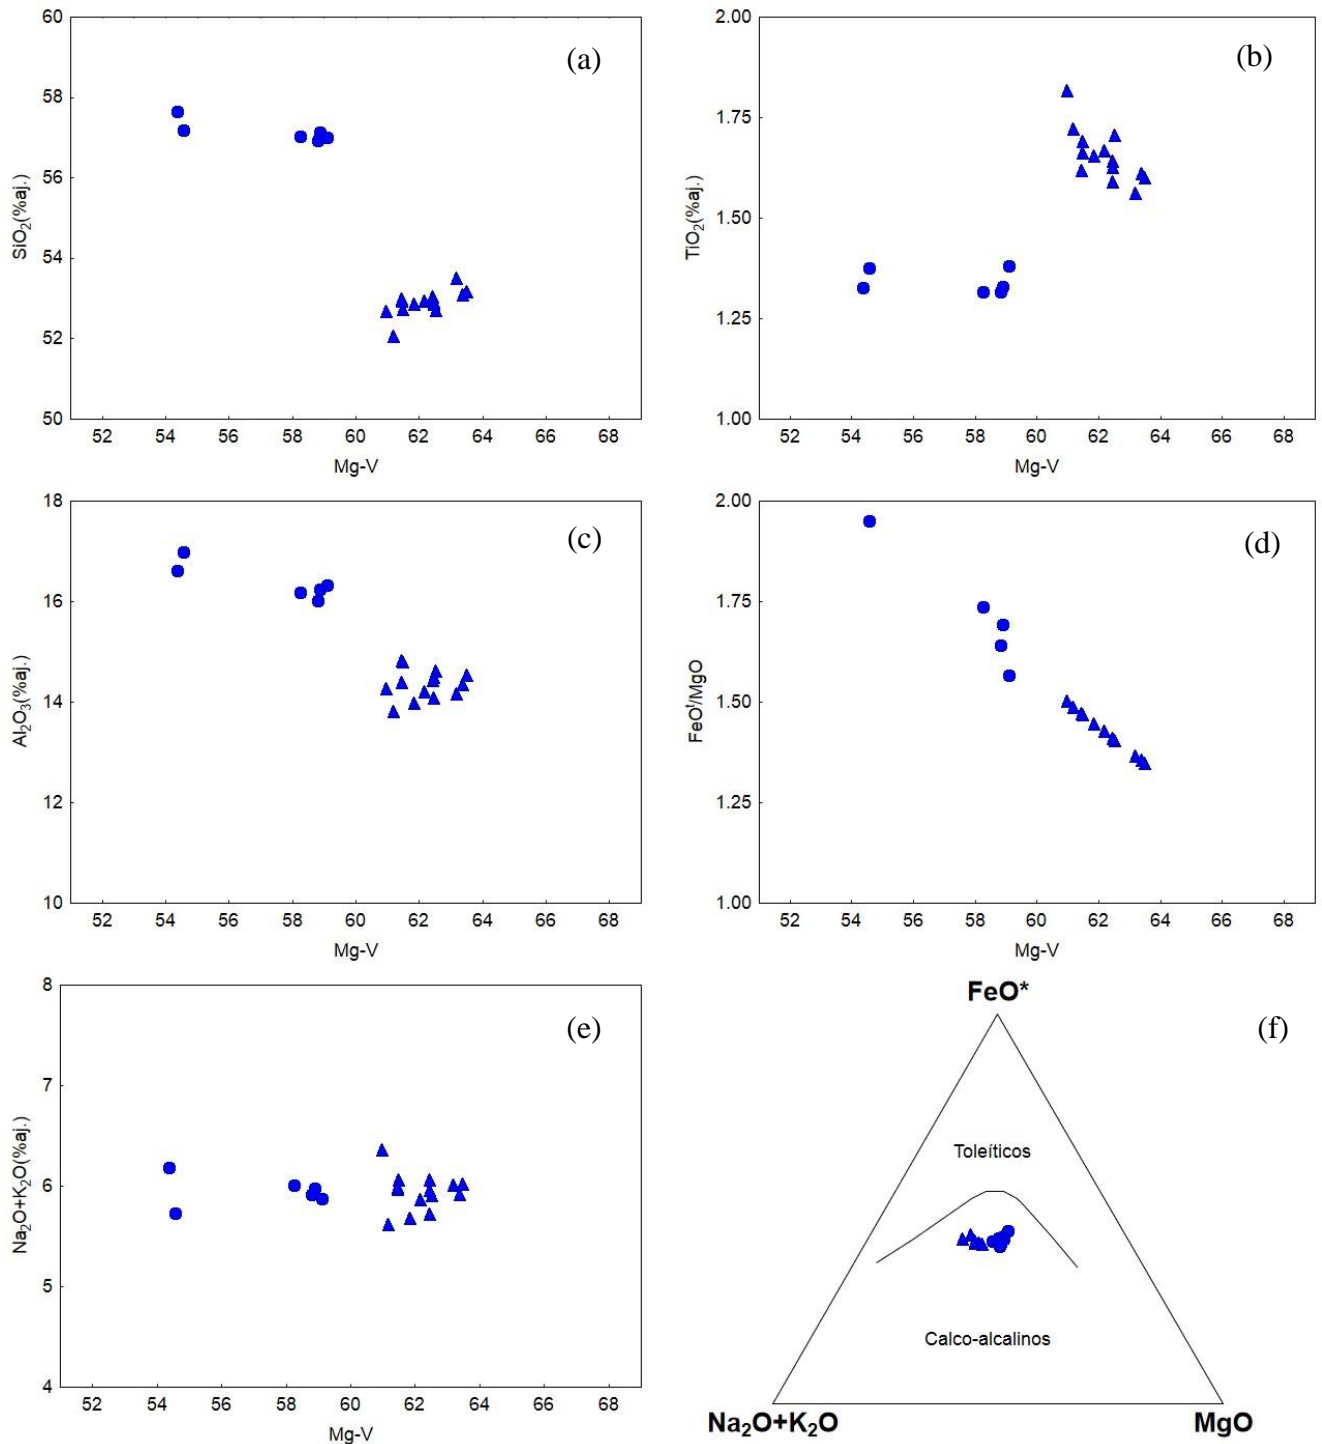 (a)
SiO₂(%aj.)
60
58
56
54
52
50
52 54 56 58 60 62 64 66 68
Mg-V
(b)
TiO₂(%aj.)
2.00
1.75
1.50
1.25
1.00
52 54 56 58 60 62 64 66 68
Mg-V
(c)
Al₂O₃(%aj.)
18
16
14
12
10
52 54 56 58 60 62 64 66 68
Mg-V
(d)
FeOᵗ/MgO
2.00
1.75
1.50
1.25
1.00
52 54 56 58 60 62 64 66 68
Mg-V
(e)
Na₂O+K₂O(%aj.)
8
7
6
5
4
52 54 56 58 60 62 64 66 68
Mg-V
(f)
FeO*
Toleíticos
Calco-alcalinos
Na₂O+K₂O MgO